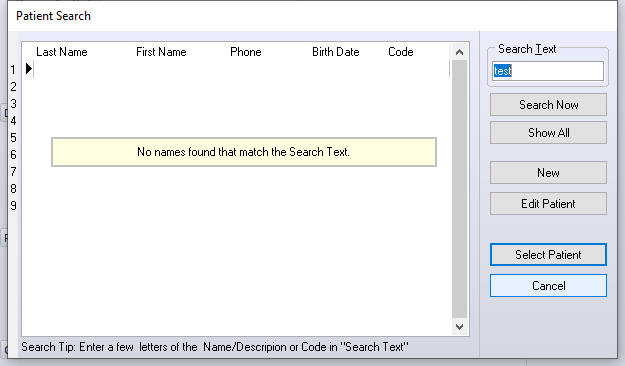 Patient Search
Last Name First Name Phone Birth Date Code
1
2
3
4
5
6
7
8
9
No names found that match the Search Text.
Search Text
test
Search Now
Show All
New
Edit Patient
Select Patient
Cancel
Search Tip: Enter a few letters of the Name/Descripion or Code in "Search Text"